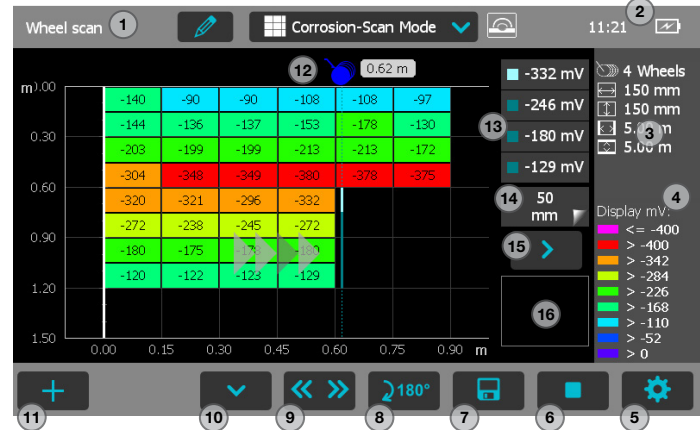 Wheel scan 1 Corrosion-Scan Mode 11:21 2
12 0.62 m
m 0.00
-140 -90 -90 -108 -108 -97
-144 -136 -137 -153 -178 -130
0.30
-203 -199 -199 -213 -213 -172
-304 -348 -349 -380 -378 -375
0.60
-320 -321 -296 -332
-272 -238 -245 -272
0.90
-180 -175 -178 -180
-120 -122 -123 -129
1.20
1.50
0.00 0.15 0.30 0.45 0.60 0.75 0.90 m
-332 mV
-246 mV
13
-180 mV
-129 mV
14 50 mm
15
16
4 Wheels
150 mm
150 mm
5.00 m
3
5.00 m
4
Display mV:
<= -400
> -400
> -342
> -284
> -226
> -168
> -110
> -52
> 0
180°
11 10 9 8 7 6 5